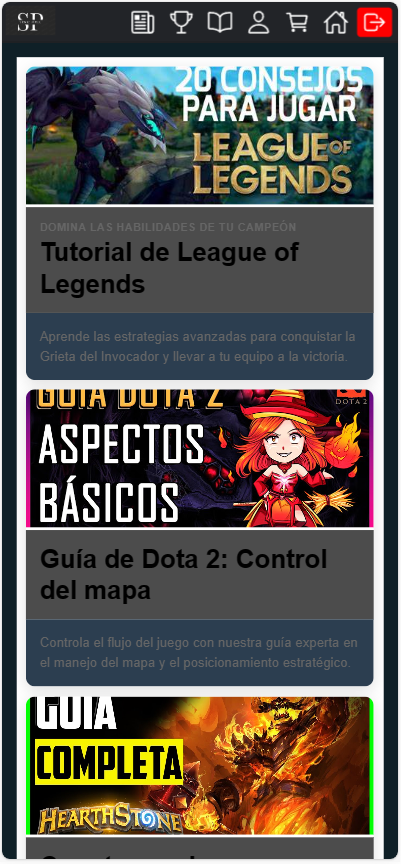 SP
20 CONSEJOS
PARA JUGAR
LEAGUE OF
LEGENDS
DOMINA LAS HABILIDADES DE TU CAMPEÓN
Tutorial de League of
Legends
Aprende las estrategias avanzadas para conquistar la
Grieta del Invocador y llevar a tu equipo a la victoria.
GUIA DOTA 2
DOTA 2
ASPECTOS
BÁSICOS
Guía de Dota 2: Control
del mapa
Controla el flujo del juego con nuestra guía experta en
el manejo del mapa y el posicionamiento estratégico.
GUIA
COMPLETA
HEARTHSTONE